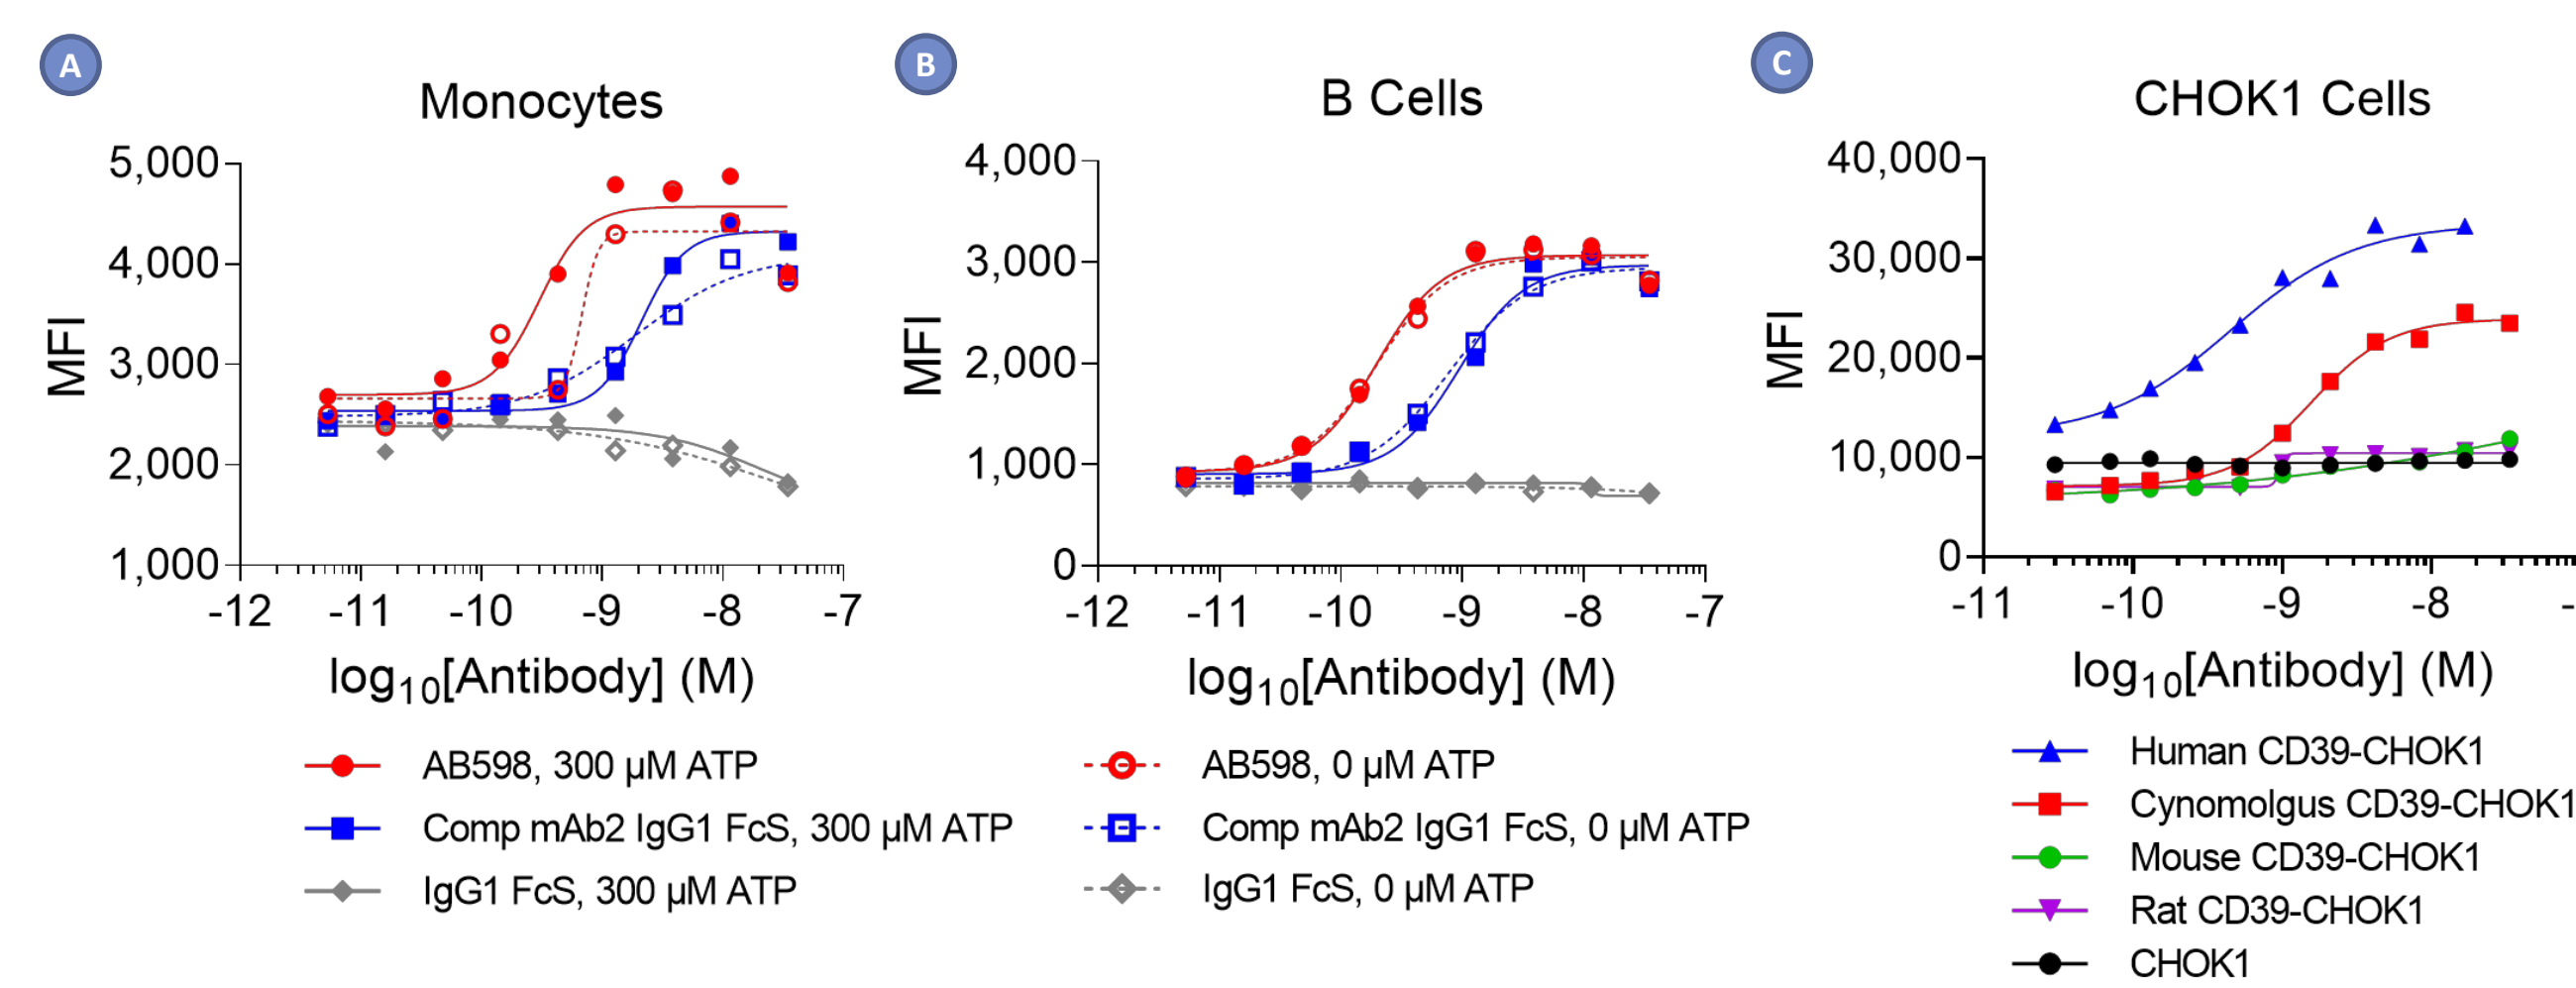 A
Monocytes
5,000
4,000
3,000
2,000
1,000
MFI
-12 -11 -10 -9 -8 -7
log10[Antibody] (M)
B
B Cells
4,000
3,000
2,000
1,000
0
MFI
-12 -11 -10 -9 -8 -7
log10[Antibody] (M)
C
CHOK1 Cells
40,000
30,000
20,000
10,000
0
MFI
-11 -10 -9 -8 -
log10[Antibody] (M)
AB598, 300 µM ATP
Comp mAb2 IgG1 FcS, 300 µM ATP
IgG1 FcS, 300 µM ATP
AB598, 0 µM ATP
Comp mAb2 IgG1 FcS, 0 µM ATP
IgG1 FcS, 0 µM ATP
Human CD39-CHOK1
Cynomolgus CD39-CHOK1
Mouse CD39-CHOK1
Rat CD39-CHOK1
CHOK1